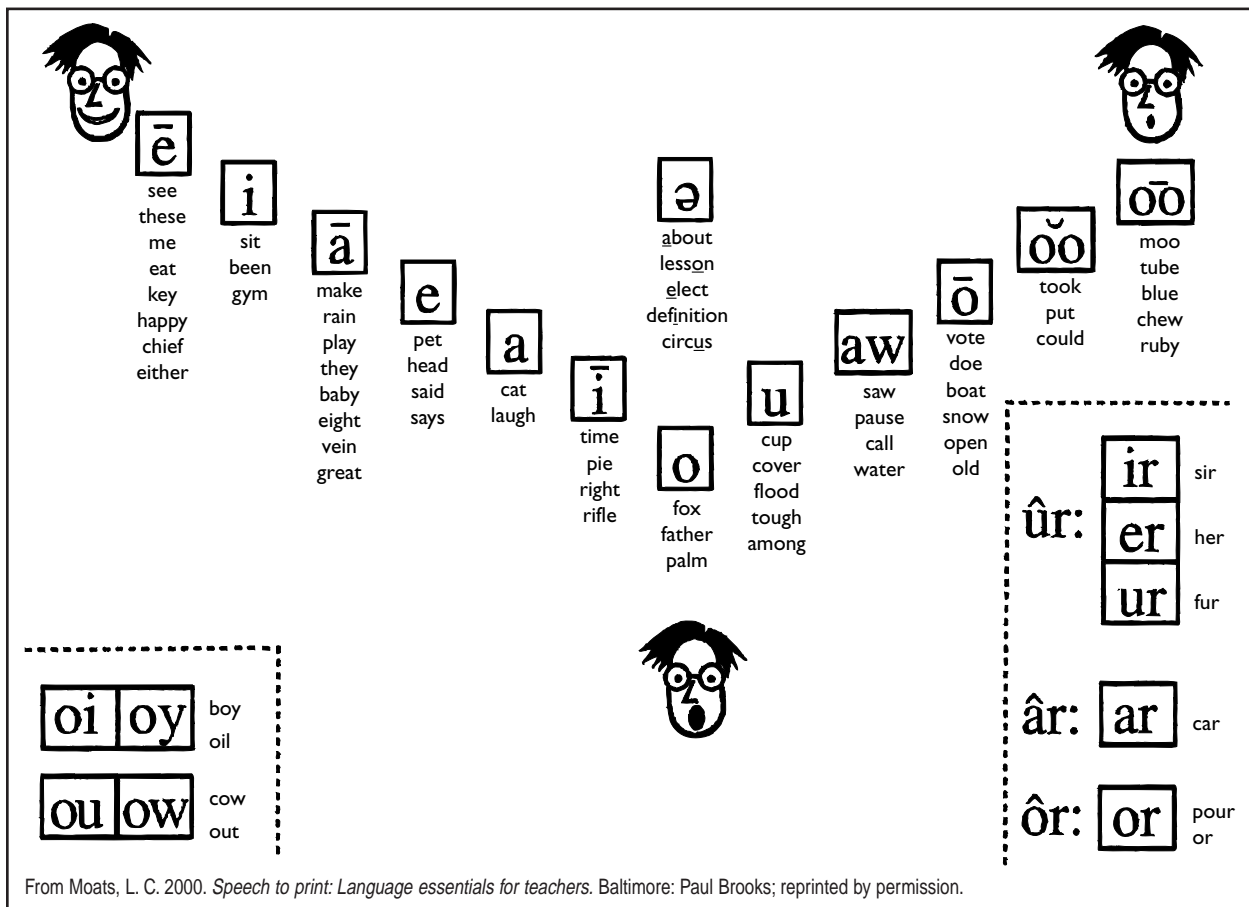 ē
see
these
me
eat
key
happy
chief
either
i
sit
been
gym
ā
make
rain
play
they
baby
eight
vein
great
e
pet
head
said
says
a
cat
laugh
ī
time
pie
right
rifle
ə
about
lesson
elect
definition
circus
o
fox
father
palm
u
cup
cover
flood
tough
among
aw
saw
pause
call
water
ō
vote
doe
boat
snow
open
old
o͝o
took
put
could
o͞o
moo
tube
blue
chew
ruby
ûr:
ir sir
er her
ur fur
âr: ar car
ôr: or pour
or
oi oy boy
oil
ou ow cow
out
From Moats, L. C. 2000. Speech to print: Language essentials for teachers. Baltimore: Paul Brooks; reprinted by permission.